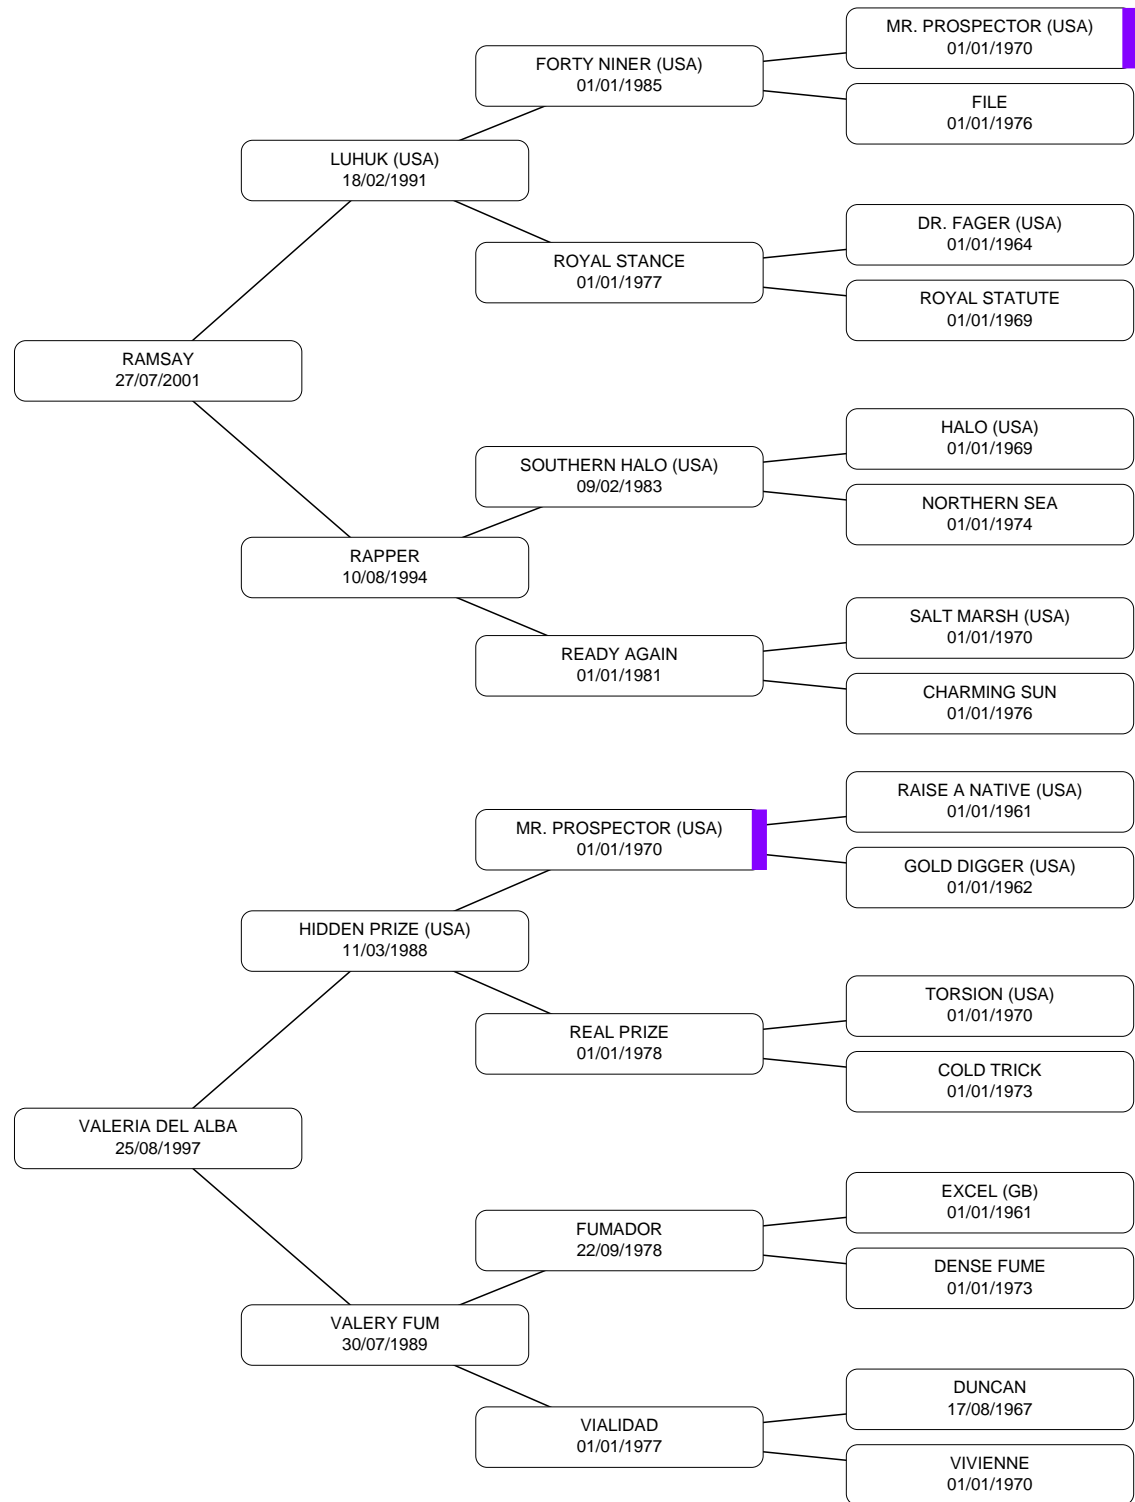 MR. PROSPECTOR (USA)
01/01/1970
FORTY NINER (USA)
01/01/1985
FILE
01/01/1976
LUHUK (USA)
18/02/1991
DR. FAGER (USA)
01/01/1964
ROYAL STANCE
01/01/1977
ROYAL STATUTE
01/01/1969
RAMSAY
27/07/2001
HALO (USA)
01/01/1969
SOUTHERN HALO (USA)
09/02/1983
NORTHERN SEA
01/01/1974
RAPPER
10/08/1994
SALT MARSH (USA)
01/01/1970
READY AGAIN
01/01/1981
CHARMING SUN
01/01/1976
RAISE A NATIVE (USA)
01/01/1961
MR. PROSPECTOR (USA)
01/01/1970
GOLD DIGGER (USA)
01/01/1962
HIDDEN PRIZE (USA)
11/03/1988
TORSION (USA)
01/01/1970
REAL PRIZE
01/01/1978
COLD TRICK
01/01/1973
VALERIA DEL ALBA
25/08/1997
EXCEL (GB)
01/01/1961
FUMADOR
22/09/1978
DENSE FUME
01/01/1973
VALERY FUM
30/07/1989
DUNCAN
17/08/1967
VIALIDAD
01/01/1977
VIVIENNE
01/01/1970